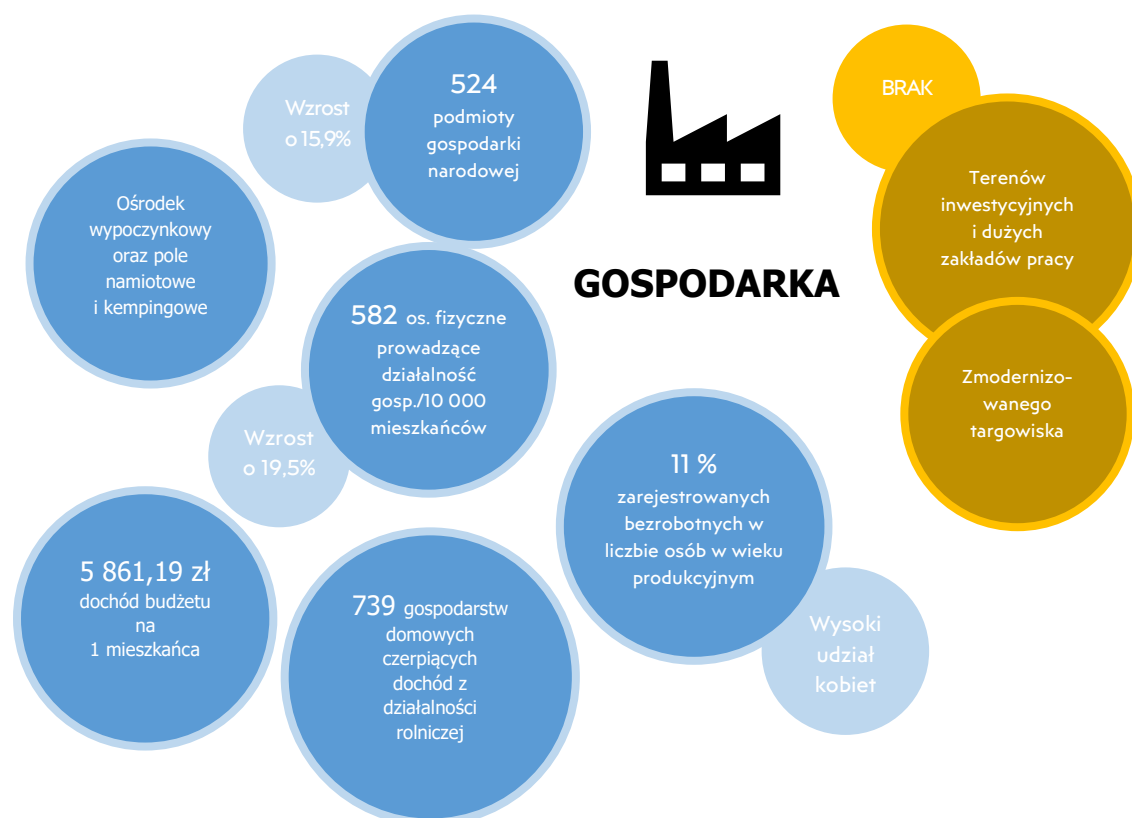 GOSPODARKA
Wzrost
o 15,9%
524
podmioty
gospodarki
narodowej
Ośrodek
wypoczynkowy
oraz pole
namiotowe
i kempingowe
582 os. fizyczne
prowadzące
działalność
gosp./10 000
mieszkańców
Wzrost
o 19,5%
5 861,19 zł
dochód budżetu
na
1 mieszkańca
739 gospodarstw
domowych
czerpiących
dochód z
działalności
rolniczej
11 %
zarejestrowanych
bezrobotnych w
liczbie osób w wieku
produkcyjnym
Wysoki
udział
kobiet
BRAK
Terenów
inwestycyjnych
i dużych
zakładów pracy
Zmodernizo-
wanego
targowiska